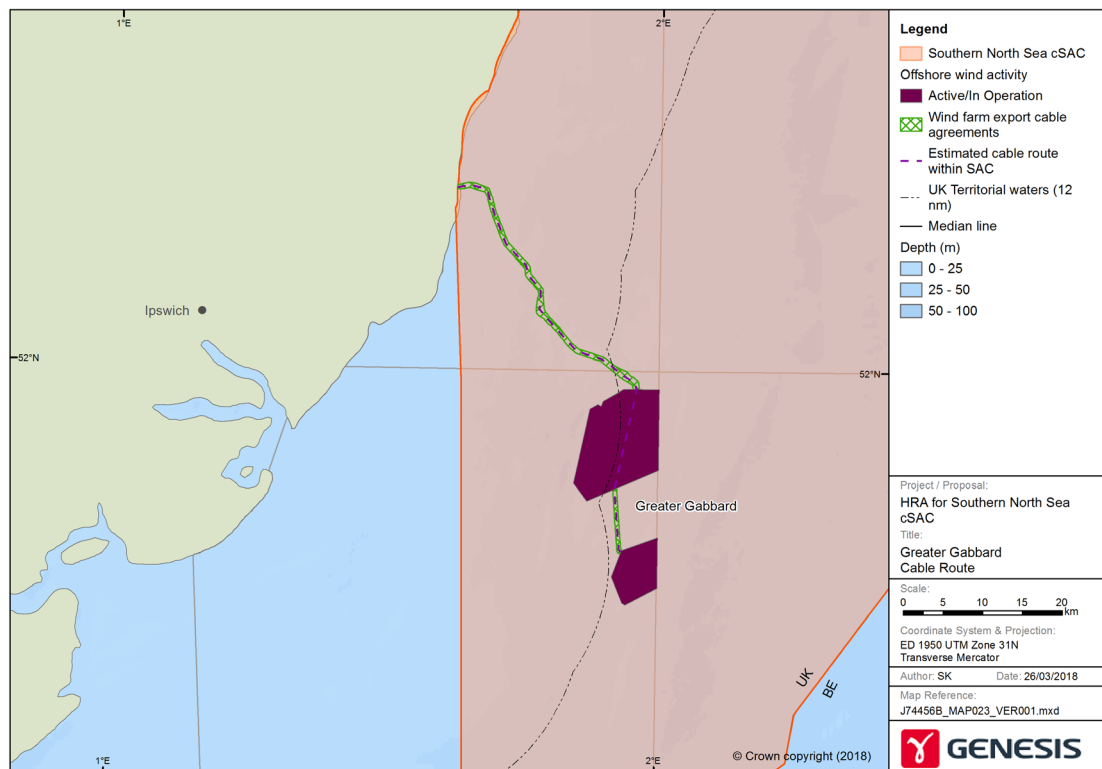 1°E
2°E
Ipswich
52°N
52°N
Greater Gabbard
UK
BE
1°E
2°E
© Crown copyright (2018)
Legend
Southern North Sea cSAC
Offshore wind activity
Active/In Operation
Wind farm export cable
agreements
Estimated cable route
within SAC
UK Territorial waters (12
nm)
Median line
Depth (m)
0 - 25
25 - 50
50 - 100
Project / Proposal:
HRA for Southern North Sea
cSAC
Title:
Greater Gabbard
Cable Route
Scale:
0 5 10 15 20
km
Coordinate System & Projection:
ED 1950 UTM Zone 31N
Transverse Mercator
Author: SK Date: 26/03/2018
Map Reference:
J74456B_MAP023_VER001.mxd
GENESIS